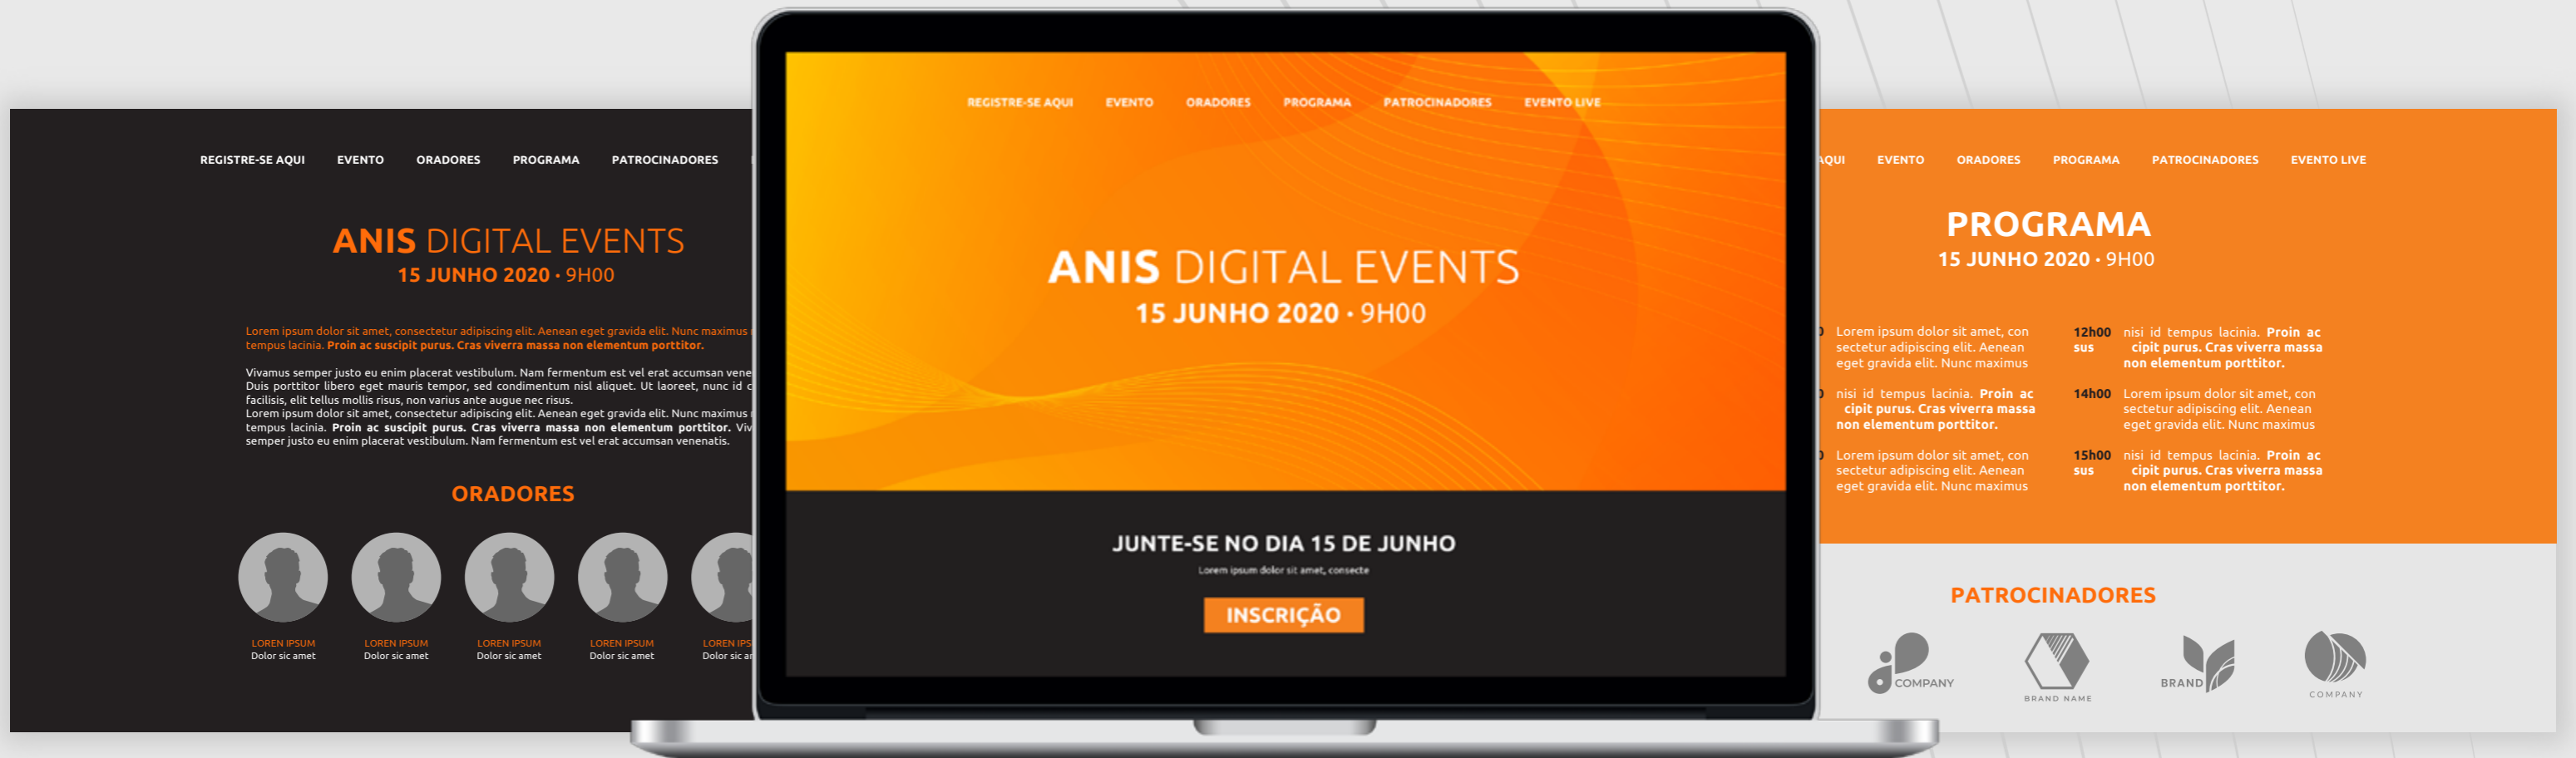 REGISTRE-SE AQUI EVENTO ORADORES PROGRAMA PATROCINADORES
ANIS DIGITAL EVENTS
15 JUNHO 2020 • 9H00
Lorem ipsum dolor sit amet, consectetur adipiscing elit. Aenean eget gravida elit. Nunc maximus
tempus lacinia. Proin ac suscipit purus. Cras viverra massa non elementum porttitor.
Vivamus semper justo eu enim placerat vestibulum. Nam fermentum est vel erat accumsan
Duis porttitor libero eget mauris tempor, sed condimentum nisl aliquet. Ut laoreet, nunc id
facilisis, elit tellus mollis risus, non varius ante augue nec risus.
Lorem ipsum dolor sit amet, consectetur adipiscing elit. Aenean eget gravida elit. Nunc maximus
tempus lacinia. Proin ac suscipit purus. Cras viverra massa non elementum porttitor.
semper justo eu enim placerat vestibulum. Nam fermentum est vel erat accumsan venenatis.
ORADORES
LOREN IPSUM LOREN IPSUM LOREN IPSUM LOREN IPSUM LOREN
Dolor sic amet Dolor sic amet Dolor sic amet Dolor sic amet Dolor sic
REGISTRE-SE AQUI EVENTO ORADORES PROGRAMA PATROCINADORES EVENTO LIVE
ANIS DIGITAL EVENTS
15 JUNHO 2020 • 9H00
JUNTE-SE NO DIA 15 DE JUNHO
Lorem ipsum dolor sit amet, consecte
INSCRIÇÃO
AQUI EVENTO ORADORES PROGRAMA PATROCINADORES EVENTO LIVE
PROGRAMA
15 JUNHO 2020 • 9H00
Lorem ipsum dolor sit amet, con
sectetur adipiscing elit. Aenean
eget gravida elit. Nunc maximus
nisi id tempus lacinia. Proin ac
cipit purus. Cras viverra massa
non elementum porttitor.
Lorem ipsum dolor sit amet, con
sectetur adipiscing elit. Aenean
eget gravida elit. Nunc maximus
12h00 nisi id tempus lacinia. Proin ac
sus cipit purus. Cras viverra massa
non elementum porttitor.
14h00 Lorem ipsum dolor sit amet, con
sectetur adipiscing elit. Aenean
eget gravida elit. Nunc maximus
15h00 nisi id tempus lacinia. Proin ac
sus cipit purus. Cras viverra massa
non elementum porttitor.
PATROCINADORES
COMPANY
BRAND NAME
BRAND
COMPANY